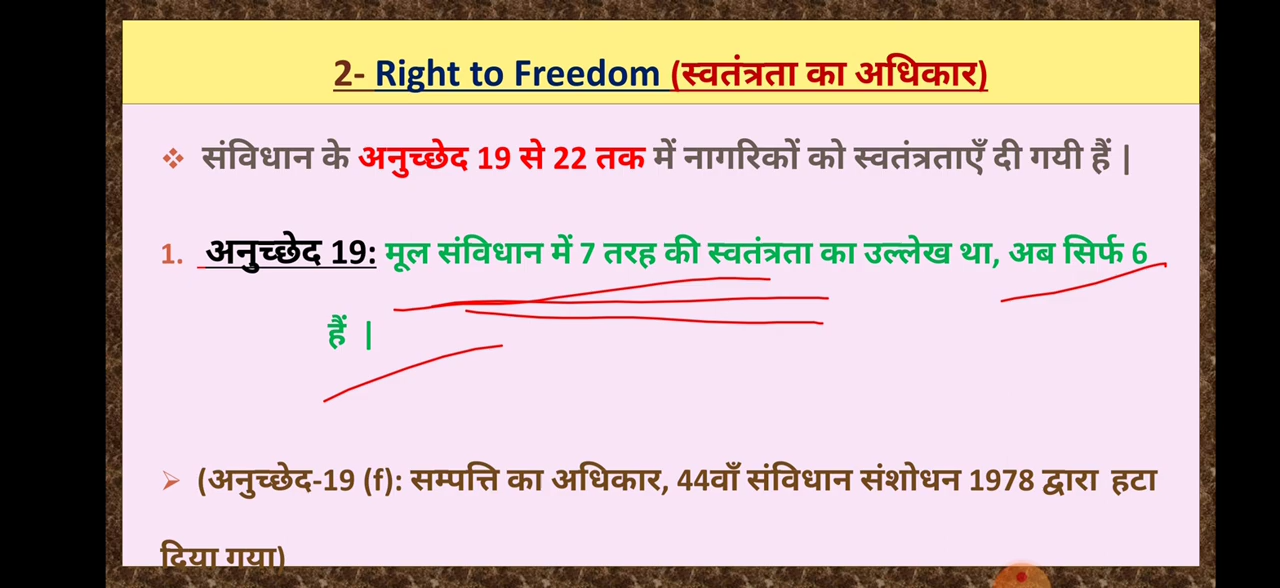 2- Right to Freedom (स्वतंत्रता का अधिकार)
❖ संविधान के अनुच्छेद 19 से 22 तक में नागरिकों को स्वतंत्रताएँ दी गयी हैं |
1. अनुच्छेद 19: मूल संविधान में 7 तरह की स्वतंत्रता का उल्लेख था, अब सिर्फ 6
हैं |
➢ (अनुच्छेद-19 (f): सम्पत्ति का अधिकार, 44वाँ संविधान संशोधन 1978 द्वारा हटा
दिया गया)